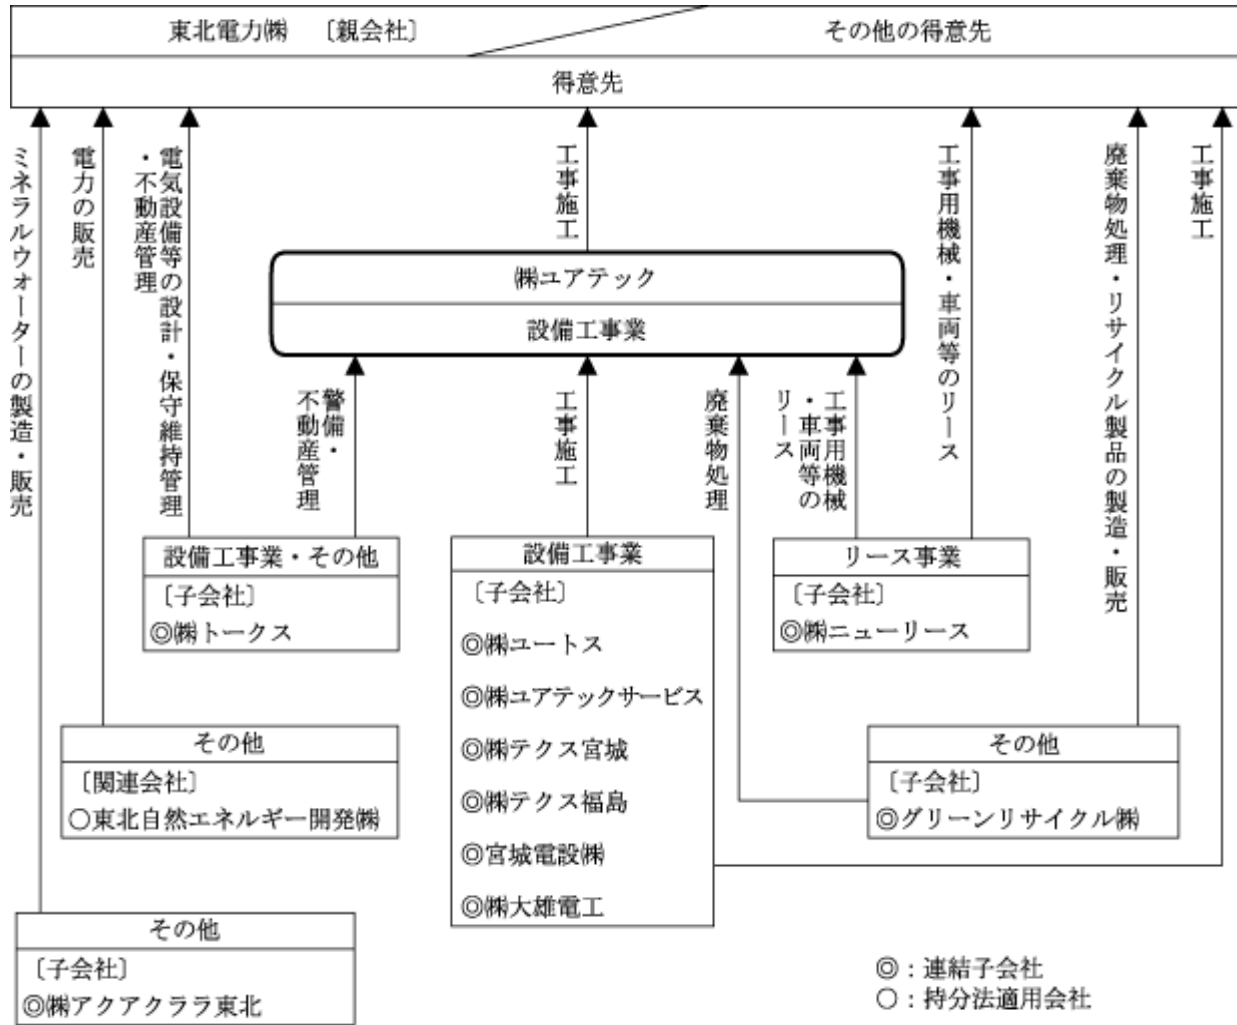 東北電力㈱　〔親会社〕
その他の得意先
得意先
ミネラルウォーターの製造・販売
電力の販売
電気設備等の設計・保守維持管理
・不動産管理
工事施工
工事用機械・車両等のリース
廃棄物処理・リサイクル製品の製造・販売
工事施工
㈱ユアテック
設備工事業
警備・
不動産管理
工事施工
廃棄物処理
工事用機械
・車両等の
リース
設備工事業・その他
〔子会社〕
◎㈱トークス
設備工事業
〔子会社〕
◎㈱ユートス
◎㈱ユアテックサービス
◎㈱テクス宮城
◎㈱テクス福島
◎宮城電設㈱
◎㈱大雄電工
リース事業
〔子会社〕
◎㈱ニューリース
その他
〔関連会社〕
○東北自然エネルギー開発㈱
その他
〔子会社〕
◎グリーンリサイクル㈱
その他
〔子会社〕
◎㈱アクアクララ東北
◎：連結子会社
○：持分法適用会社